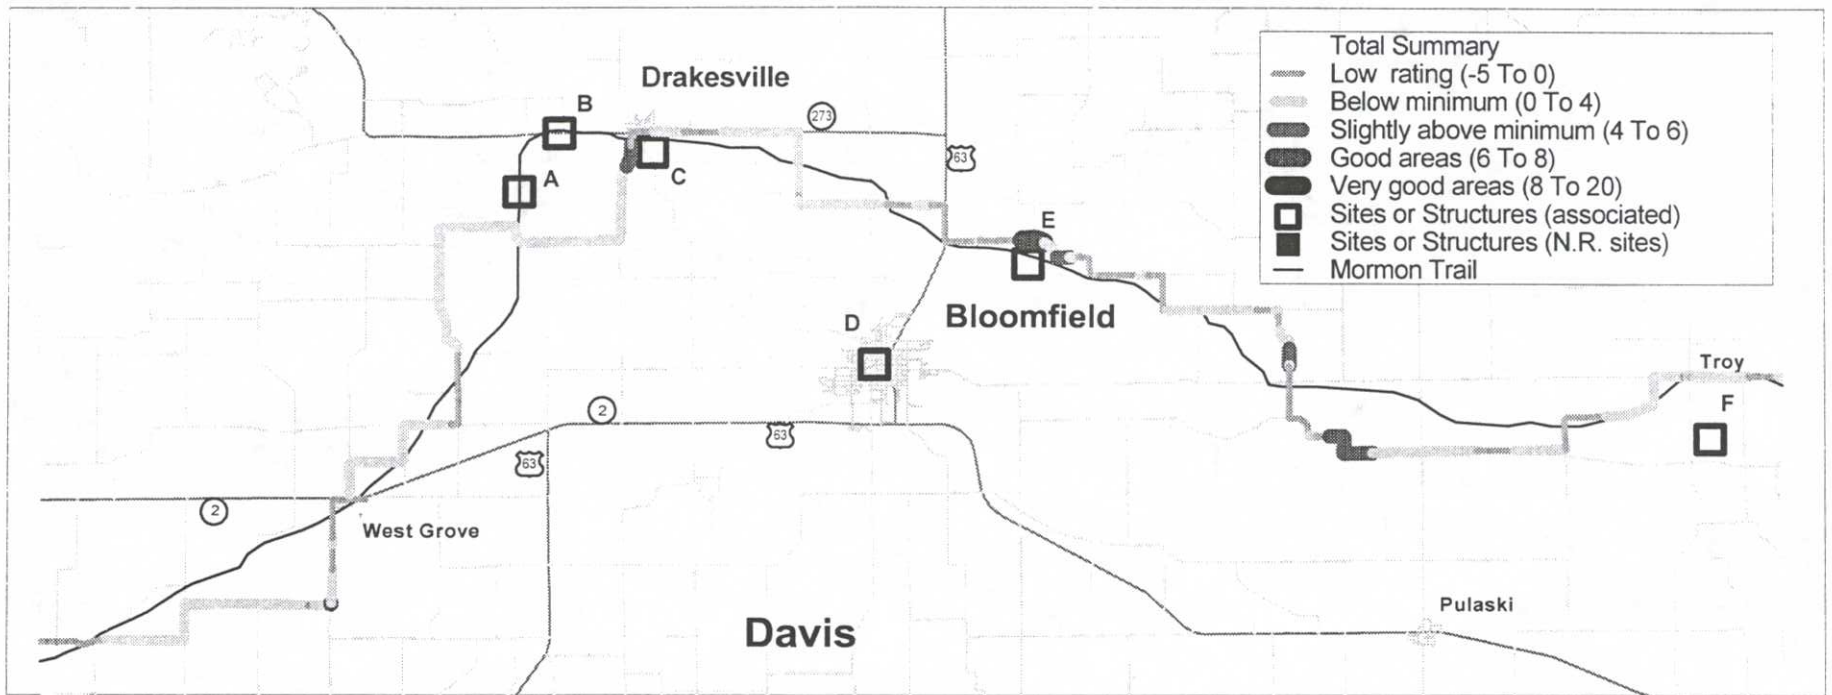 Total Summary
Low rating (-5 To 0)
Below minimum (0 To 4)
Slightly above minimum (4 To 6)
Good areas (6 To 8)
Very good areas (8 To 20)
Sites or Structures (associated)
Sites or Structures (N.R. sites)
Mormon Trail
Drakesville
B
273
63
A
C
E
D
Bloomfield
Troy
2
F
63
63
2
West Grove
Pulaski
Davis